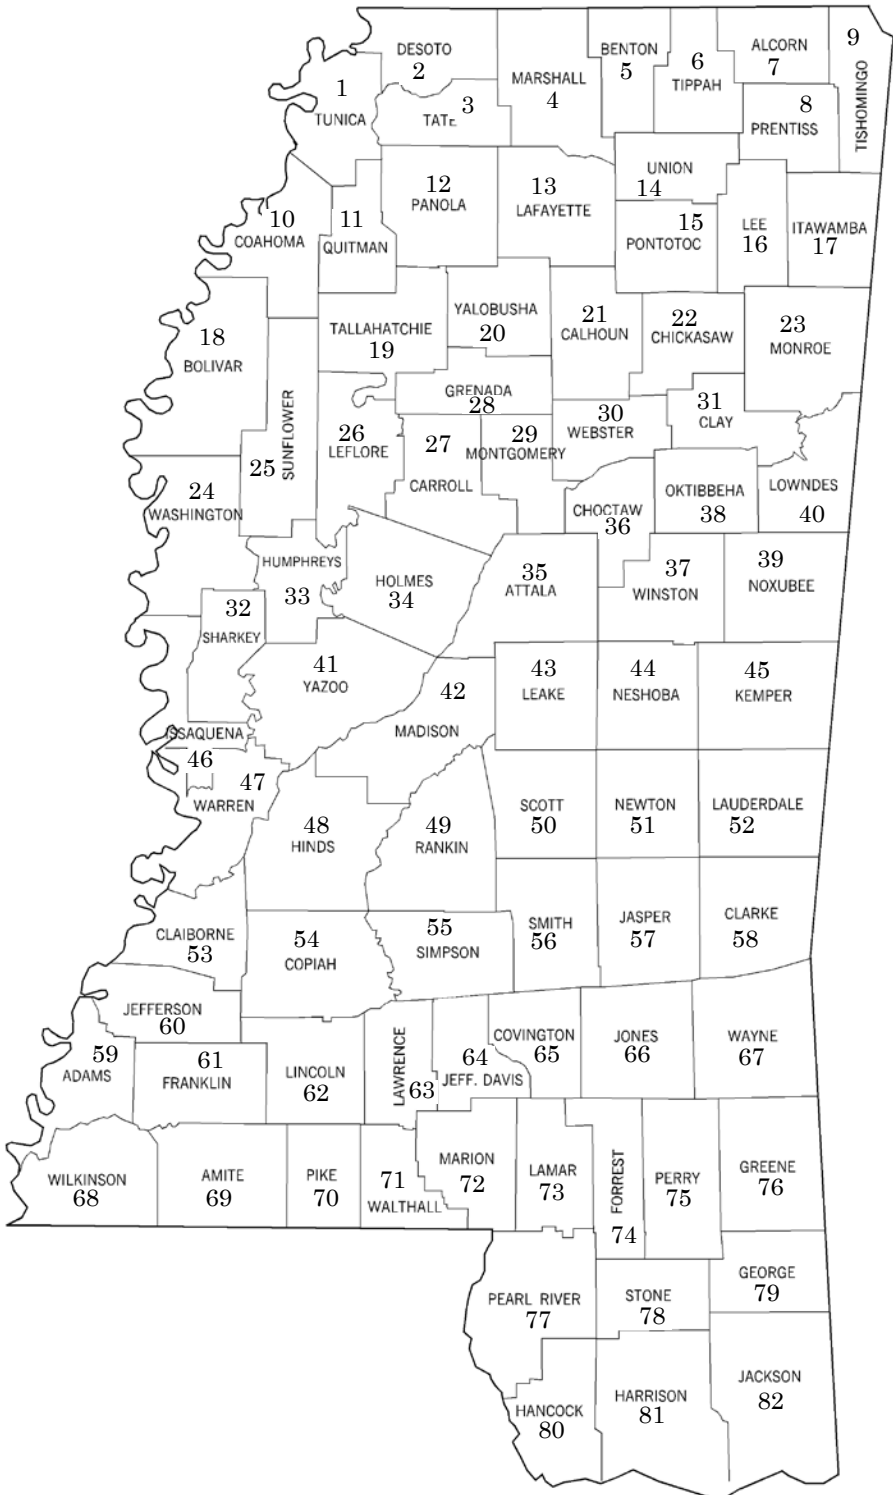 DESOTO
2
BENTON
5
6
TIPPAH
ALCORN
7
9
TISHOMINGO
1
TUNICA
3
TATE
MARSHALL
4
8
PRENTISS
12
PANOLA
13
LAFAYETTE
UNION
14
10
COAHOMA
11
QUITMAN
15
PONTOTOC
LEE
16
ITAWAMBA
17
18
BOLIVAR
TALLAHATCHIE
19
YALOBUSHA
20
21
CALHOUN
22
CHICKASAW
23
MONROE
SUNFLOWER
25
26
LEFLORE
GRENADA
28
27
CARROLL
29
MONTGOMERY
30
WEBSTER
31
CLAY
24
WASHINGTON
CHOCTAW
36
OKTIBBEHA
38
LOWNDES
40
HUMPHREYS
33
HOLMES
34
35
ATTALA
37
WINSTON
39
NOXUBEE
32
SHARKEY
41
YAZOO
42
MADISON
43
LEAKE
44
NESHOBA
45
KEMPER
ISSAQUENA
46
47
WARREN
48
HINDS
49
RANKIN
SCOTT
50
NEWTON
51
LAUDERDALE
52
CLAIBORNE
53
54
COPIAH
55
SIMPSON
SMITH
56
JASPER
57
CLARKE
58
JEFFERSON
60
59
ADAMS
61
FRANKLIN
LINCOLN
62
LAWRENCE
63
64
JEFF. DAVIS
COVINGTON
65
JONES
66
WAYNE
67
WILKINSON
68
AMITE
69
PIKE
70
71
WALTHALL
MARION
72
LAMAR
73
FORREST
74
PERRY
75
GREENE
76
PEARL RIVER
77
STONE
78
GEORGE
79
HANCOCK
80
HARRISON
81
JACKSON
82